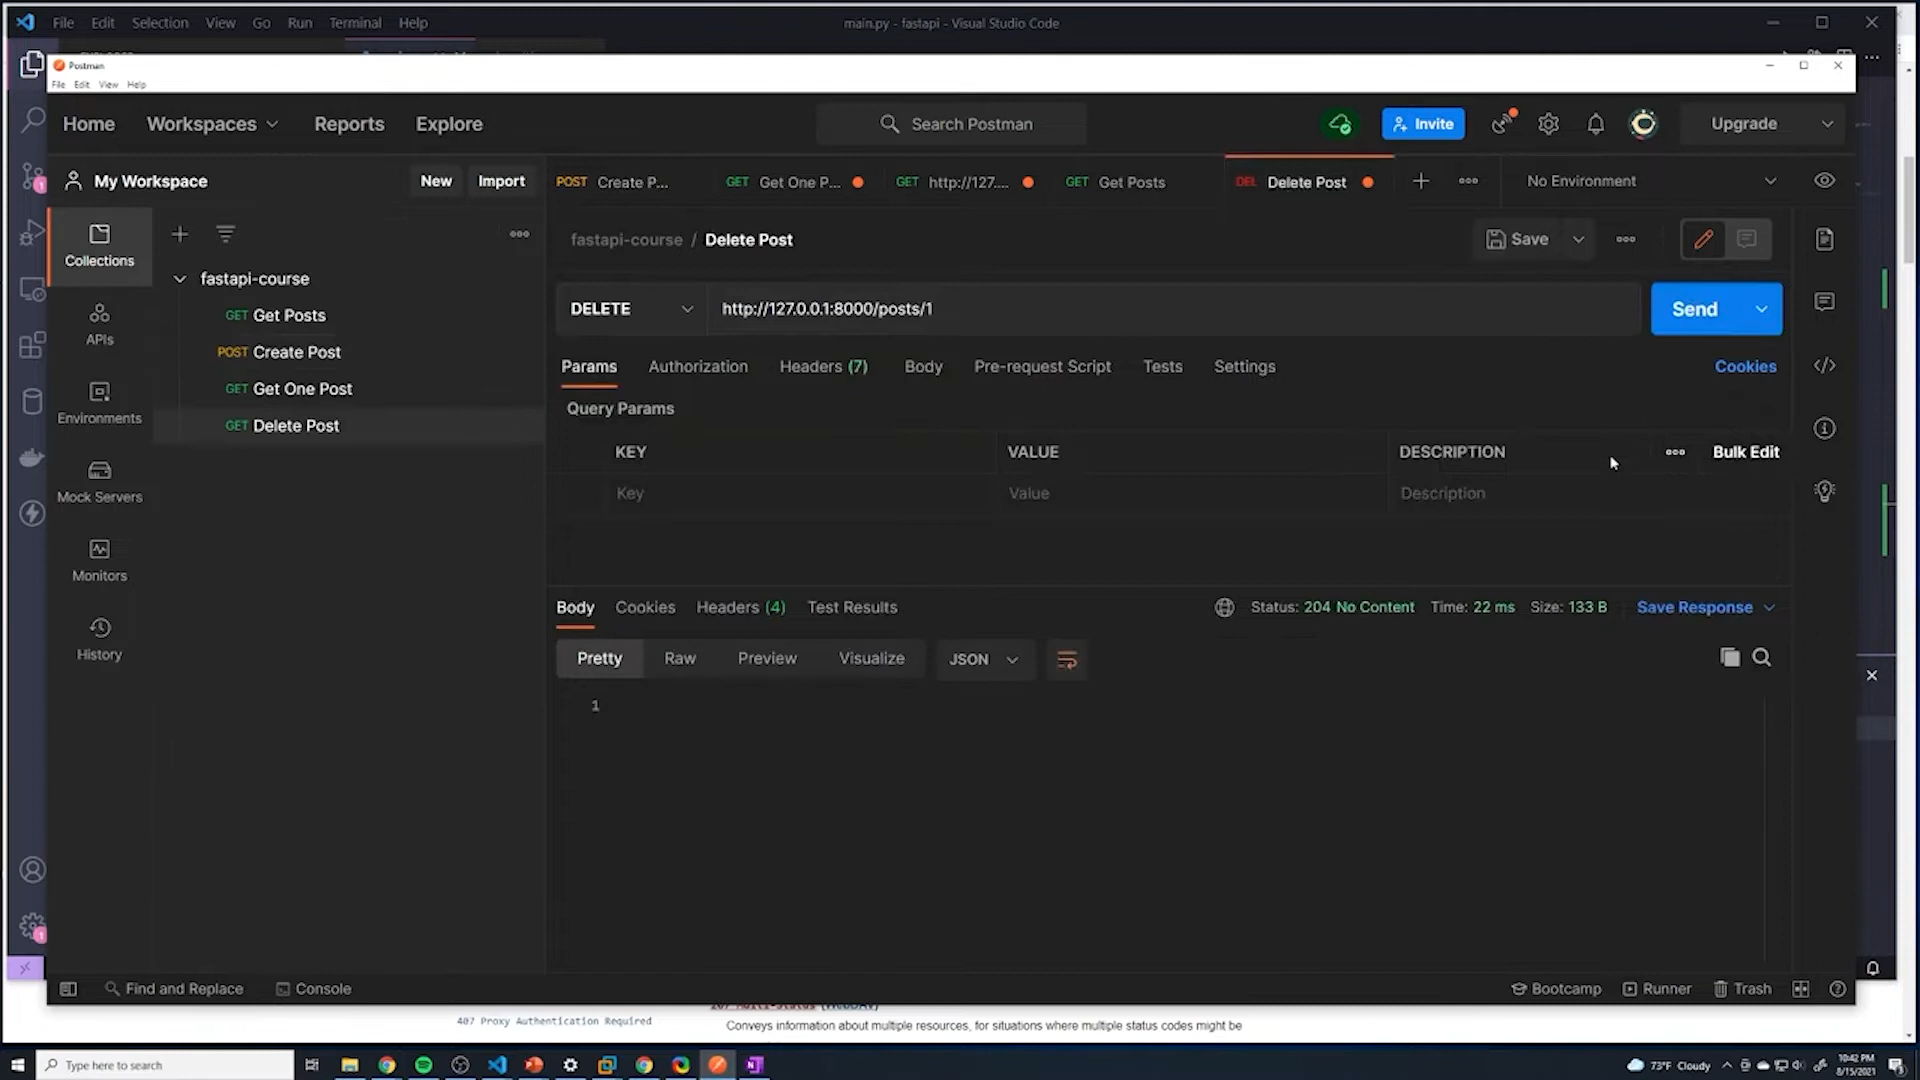 File Edit Selection View Go Run Terminal Help
main.py - fastapi - Visual Studio Code
Postman
File Edit View Help
Home Workspaces Reports Explore
Search Postman
Invite
Upgrade
My Workspace
New Import
POST Create P...
GET Get One P...
GET http://127....
GET Get Posts
DEL Delete Post
No Environment
Collections
fastapi-course
GET Get Posts
POST Create Post
GET Get One Post
GET Delete Post
APIs
Environments
Mock Servers
Monitors
History
fastapi-course / Delete Post
Save
DELETE
http://127.0.0.1:8000/posts/1
Send
Params Authorization Headers (7) Body Pre-request Script Tests Settings
Cookies
Query Params
KEY VALUE DESCRIPTION
Bulk Edit
Key Value Description
Body Cookies Headers (4) Test Results
Status: 204 No Content Time: 22 ms Size: 133 B
Save Response
Pretty Raw Preview Visualize JSON
1
Find and Replace Console
Bootcamp Runner Trash
407 Proxy Authentication Required
Conveys information about multiple resources, for situations where multiple status codes might be
Type here to search
73°F Cloudy
10:42 PM
8/15/2021